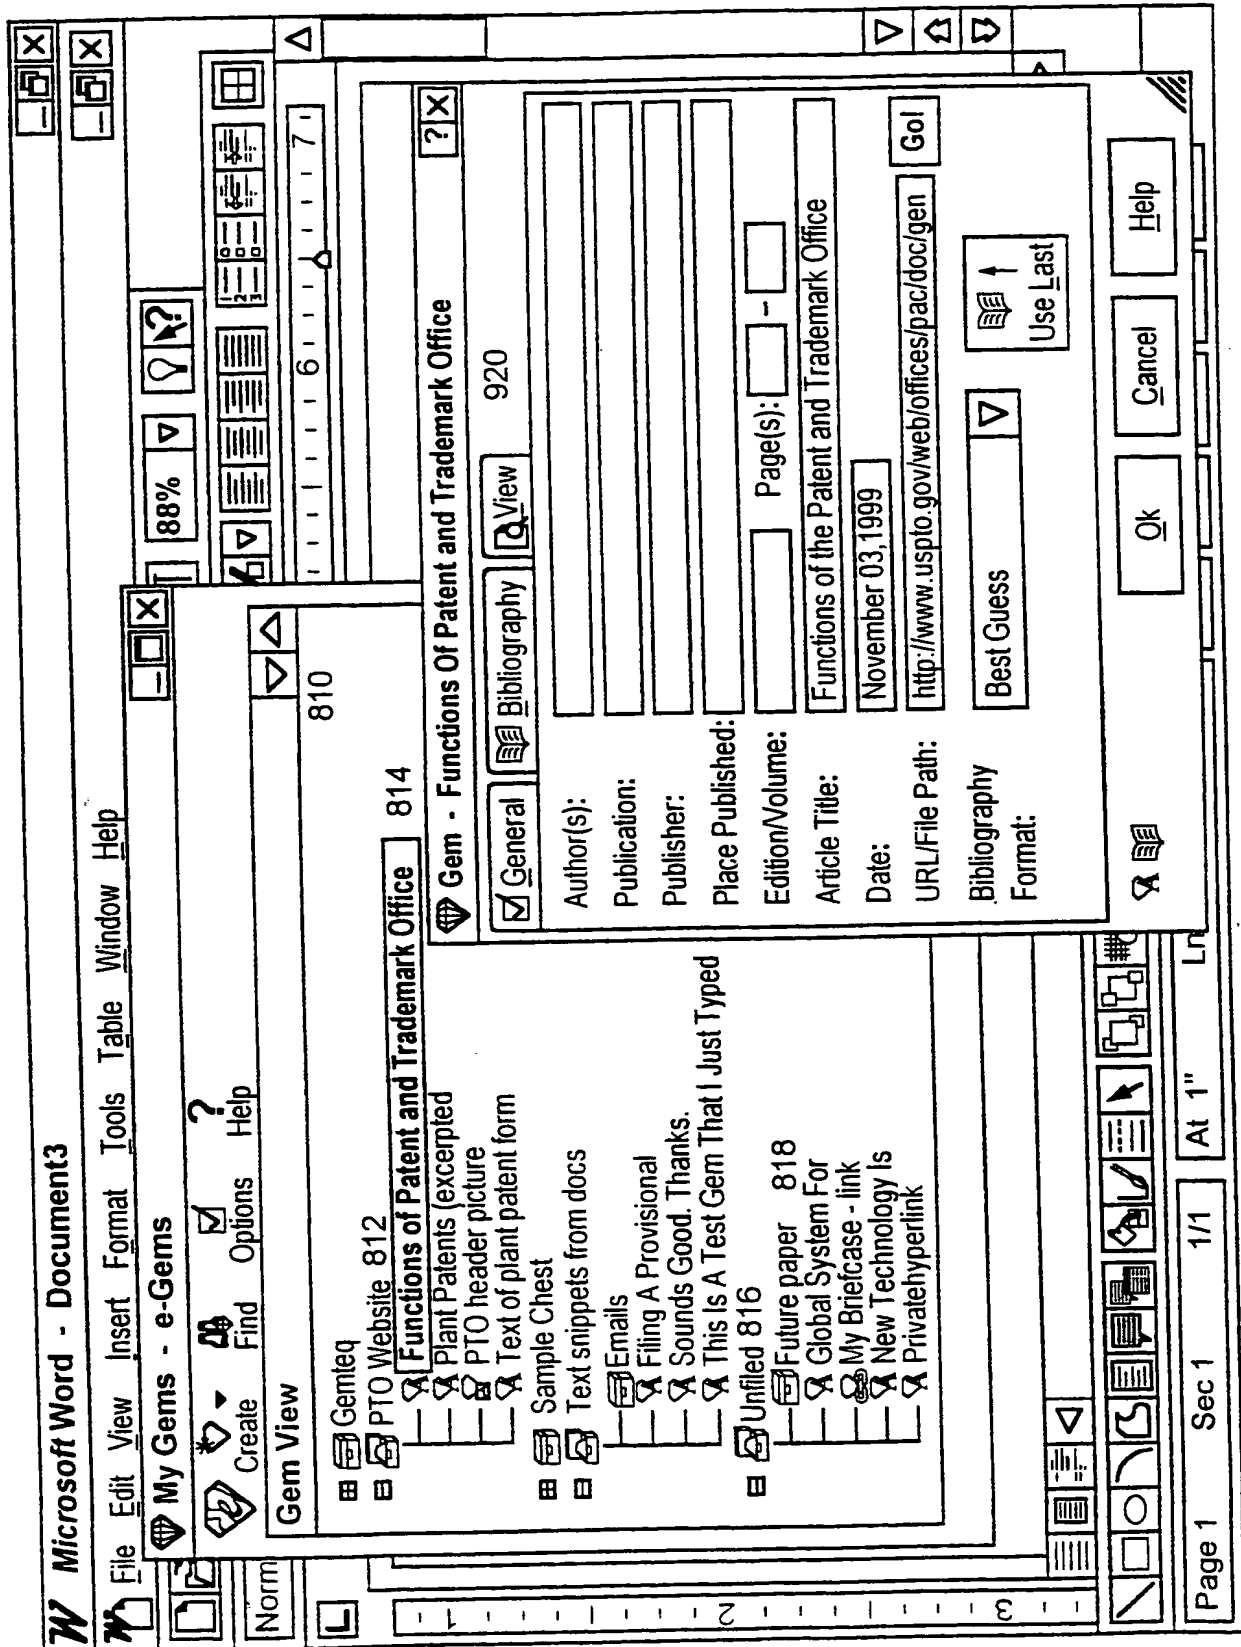 W Microsoft Word - Document3
File Edit View Insert Format Tools Table Window Help
My Gems - e-Gems
Create Find Options Help
88%
Norm
6 7
Gem View
810
Gemteq
PTO Website 812
Functions of Patent and Trademark Office 814
Plant Patents (excerpted
PTO header picture
Text of plant patent form
Sample Chest
Text snippets from docs
Emails
Filing A Provisional
Sounds Good. Thanks.
This Is A Test Gem That I Just Typed
Unfiled 816
Future paper 818
Global System For
My Briefcase - link
New Technology Is
Privatehyperlink
Gem - Functions Of Patent and Trademark Office
General Bibliography View 920
Author(s):
Publication:
Publisher:
Place Published:
Edition/Volume: Page(s): -
Article Title: Functions of the Patent and Trademark Office
Date: November 03,1999
URL/File Path: http://www.uspto.gov/web/offices/pac/doc/gen Go!
Bibliography
Format: Best Guess Use Last
Ok Cancel Help
1
2
3
Page 1 Sec 1 1/1 At 1" Ln